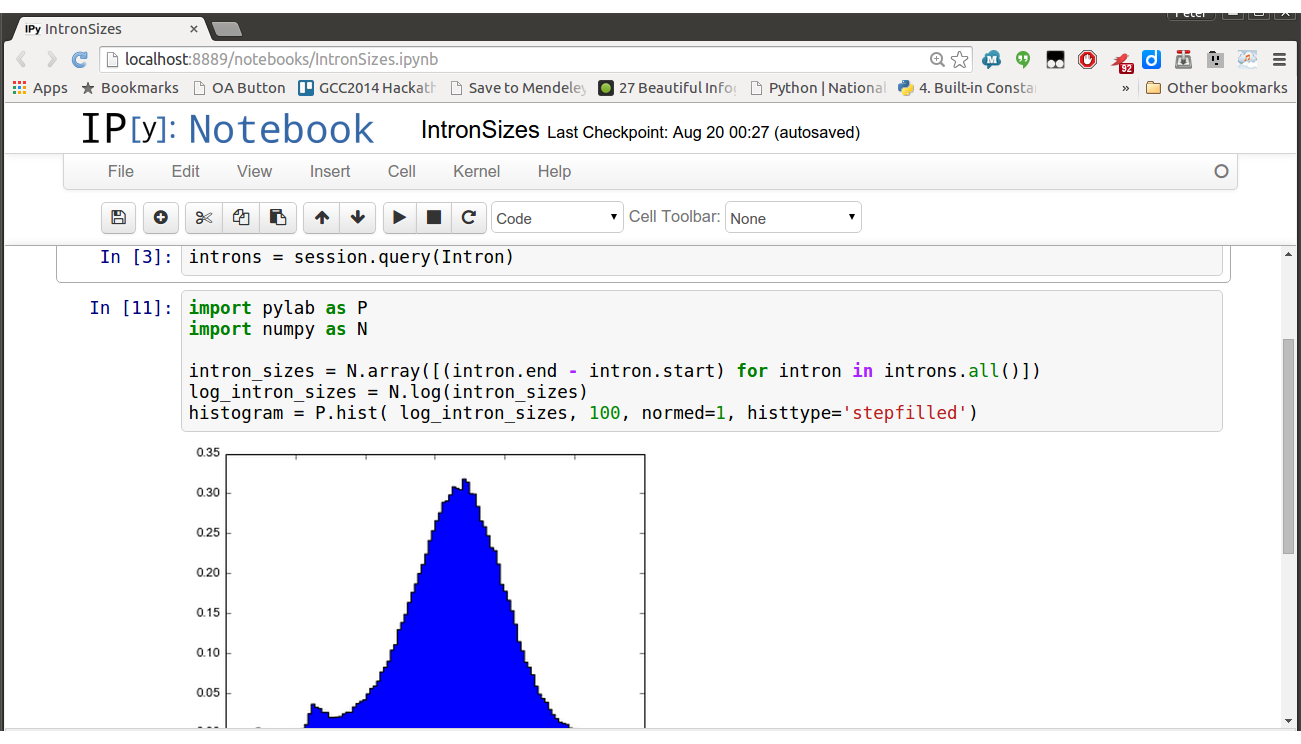 Peter
IPy IntronSizes
localhost:8889/notebooks/IntronSizes.ipynb
92
Apps Bookmarks OA Button GCC2014 Hackath Save to Mendeley 27 Beautiful Info Python | National 4. Built-in Consta » Other bookmarks
IP[y]: Notebook IntronSizes Last Checkpoint: Aug 20 00:27 (autosaved)
File Edit View Insert Cell Kernel Help
Code Cell Toolbar: None
In [3]: introns = session.query(Intron)
In [11]: import pylab as P
import numpy as N
intron_sizes = N.array([(intron.end - intron.start) for intron in introns.all()])
log_intron_sizes = N.log(intron_sizes)
histogram = P.hist( log_intron_sizes, 100, normed=1, histtype='stepfilled')
0.35
0.30
0.25
0.20
0.15
0.10
0.05